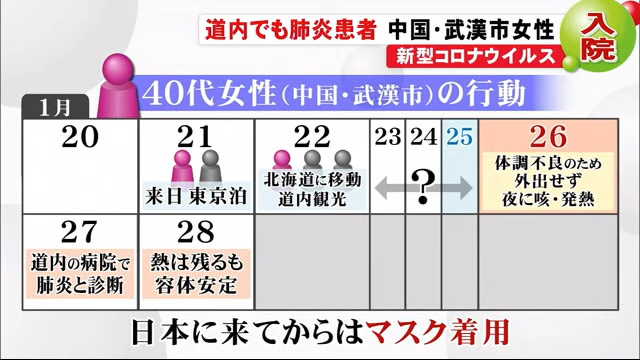 道内でも肺炎患者 中国・武漢市女性
新型コロナウイルス
入院
40代女性(中国・武漢市)の行動
1月
20
21
来日 東京泊
22
北海道に移動
道内観光
23
24
25
?
26
体調不良のため
外出せず
夜に咳・発熱
27
道内の病院で
肺炎と診断
28
熱は残るも
容体安定
日本に来てからはマスク着用